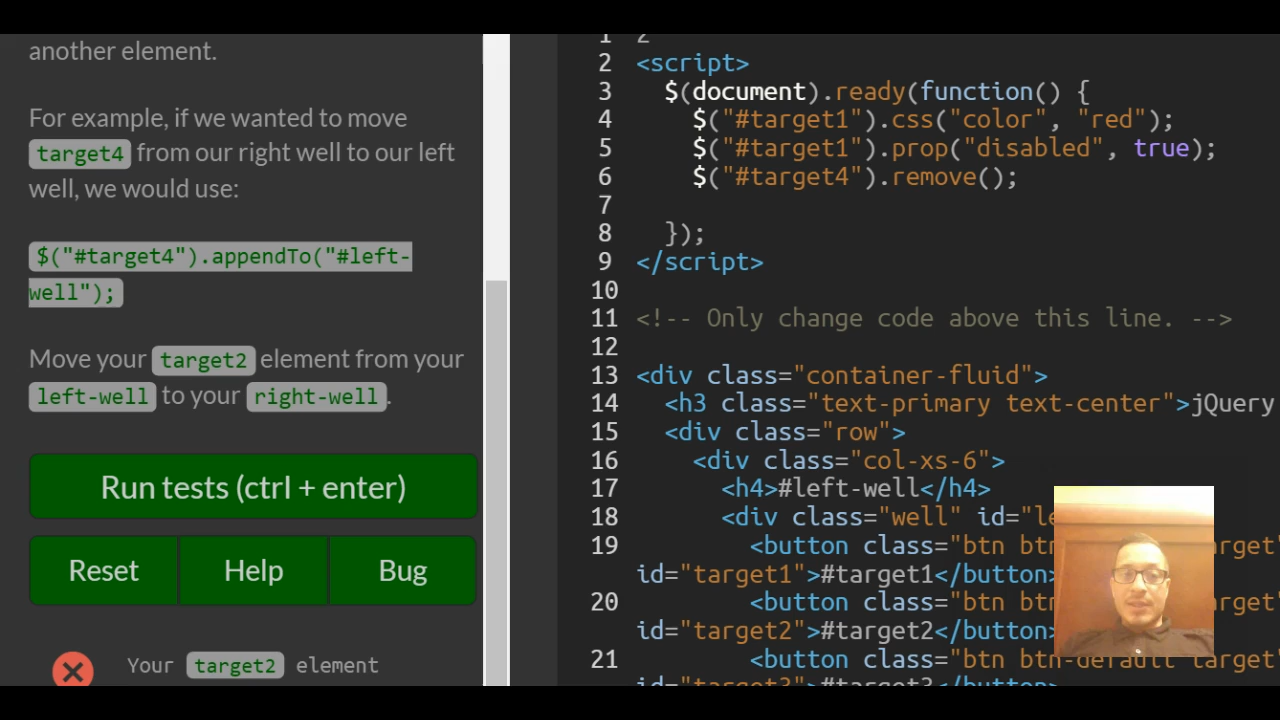 another element.
For example, if we wanted to move
target4 from our right well to our left
well, we would use:
$("#target4").appendTo("#left-
well");
Move your target2 element from your
left-well to your right-well.
Run tests (ctrl + enter)
Reset Help Bug
Your target2 element
1
2 <script>
3 $(document).ready(function() {
4 $("#target1").css("color", "red");
5 $("#target1").prop("disabled", true);
6 $("#target4").remove();
7
8 });
9 </script>
10
11 <!-- Only change code above this line. -->
12
13 <div class="container-fluid">
14 <h3 class="text-primary text-center">jQuery
15 <div class="row">
16 <div class="col-xs-6">
17 <h4>#left-well</h4>
18 <div class="well" id="le
19 <button class="btn btn rget"
id="target1">#target1</button>
20 <button class="btn btn rget"
id="target2">#target2</button>
21 <button class="btn btn-default target"
id="target3">#target3</button>